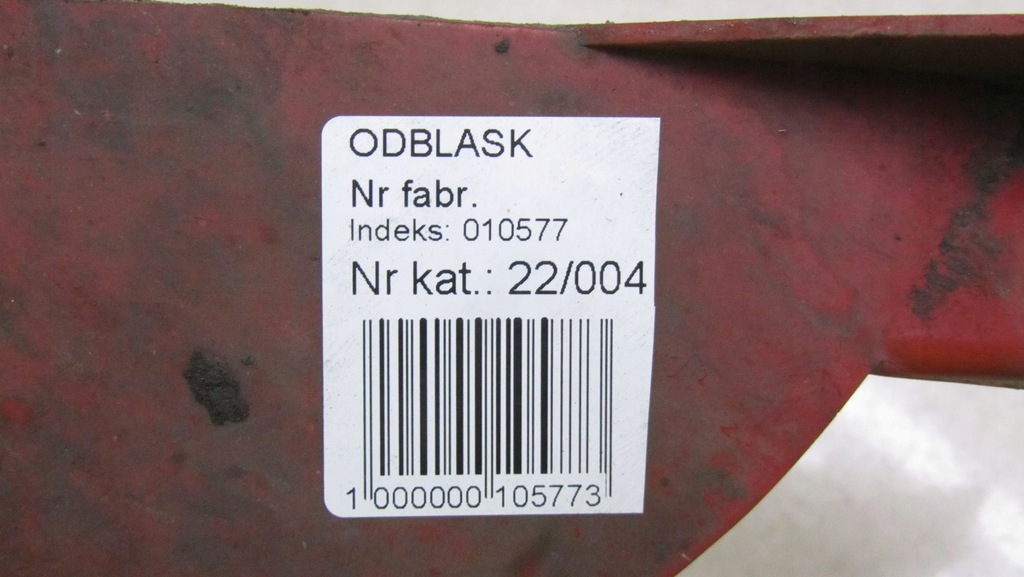 ODBLASK
Nr fabr.
Indeks: 010577
Nr kat.: 22/004
1 000000 105773